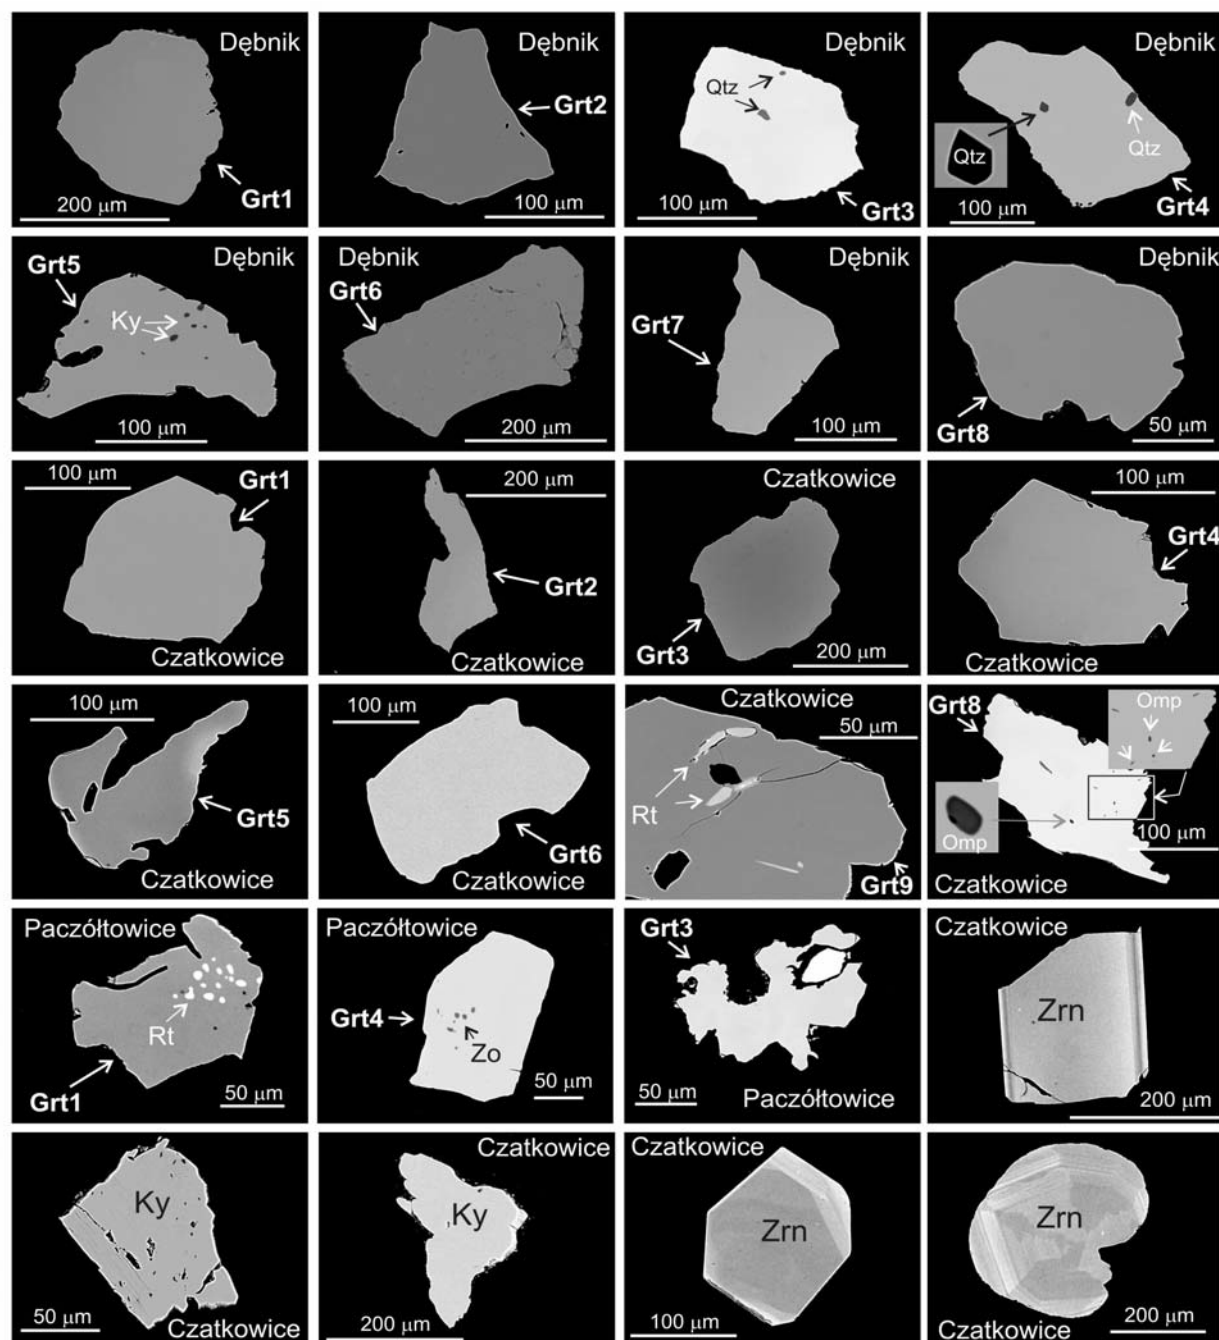 Dębnik
200 μm
Grt1
Dębnik
Grt2
100 μm
Dębnik
Qtz
100 μm
Grt3
Dębnik
Qtz
Qtz
100 μm
Grt4
Dębnik
Grt5
Ky
100 μm
Dębnik
Grt6
200 μm
Dębnik
Grt7
100 μm
Dębnik
Grt8
50 μm
100 μm
Grt1
Czatkowice
200 μm
Grt2
Czatkowice
Czatkowice
Grt3
200 μm
100 μm
Grt4
Czatkowice
100 μm
Grt5
Czatkowice
100 μm
Grt6
Czatkowice
Czatkowice
50 μm
Rt
Grt9
Grt8
Omp
Omp
100 μm
Czatkowice
Paczółtowice
Rt
Grt1
50 μm
Paczółtowice
Grt4
Zo
50 μm
Grt3
50 μm
Paczółtowice
Czatkowice
Zrn
200 μm
Ky
50 μm
Czatkowice
Czatkowice
Ky
200 μm
Czatkowice
Zrn
100 μm
Zrn
200 μm
Czatkowice